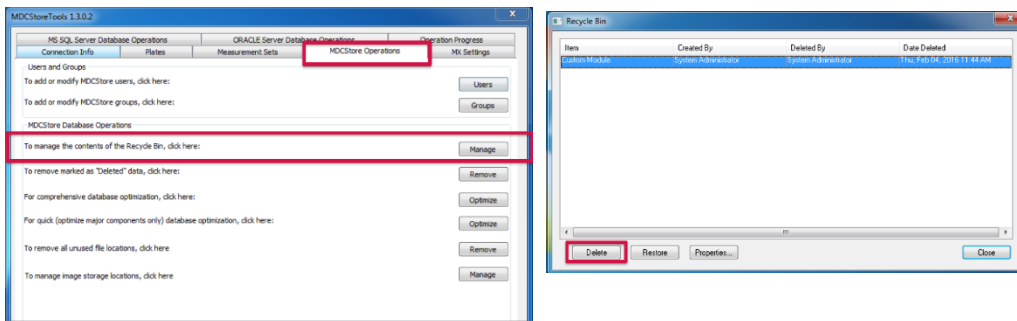 MDCStoreTools 1.3.0.2
x
MS SQL Server Database Operations ORACLE Server Database Operations Operation Progress
Connection Info Plates Measurement Sets MDCStore Operations MX Settings
Users and Groups
To add or modify MDCStore users, click here: Users
To add or modify MDCStore groups, click here: Groups
MDCStore Database Operations
To manage the contents of the Recycle Bin, click here: Manage
To remove marked as "Deleted" data, click here: Remove
For comprehensive database optimization, click here: Optimize
For quick (optimize major components only) database optimization, click here: Optimize
To remove all unused file locations, click here Remove
To manage image storage locations, click here Manage
Recycle Bin
Item Created By Deleted By Date Deleted
Custom Module System Administrator System Administrator Thu, Feb 04, 2016 11:44 AM
Delete Restore Properties... Close